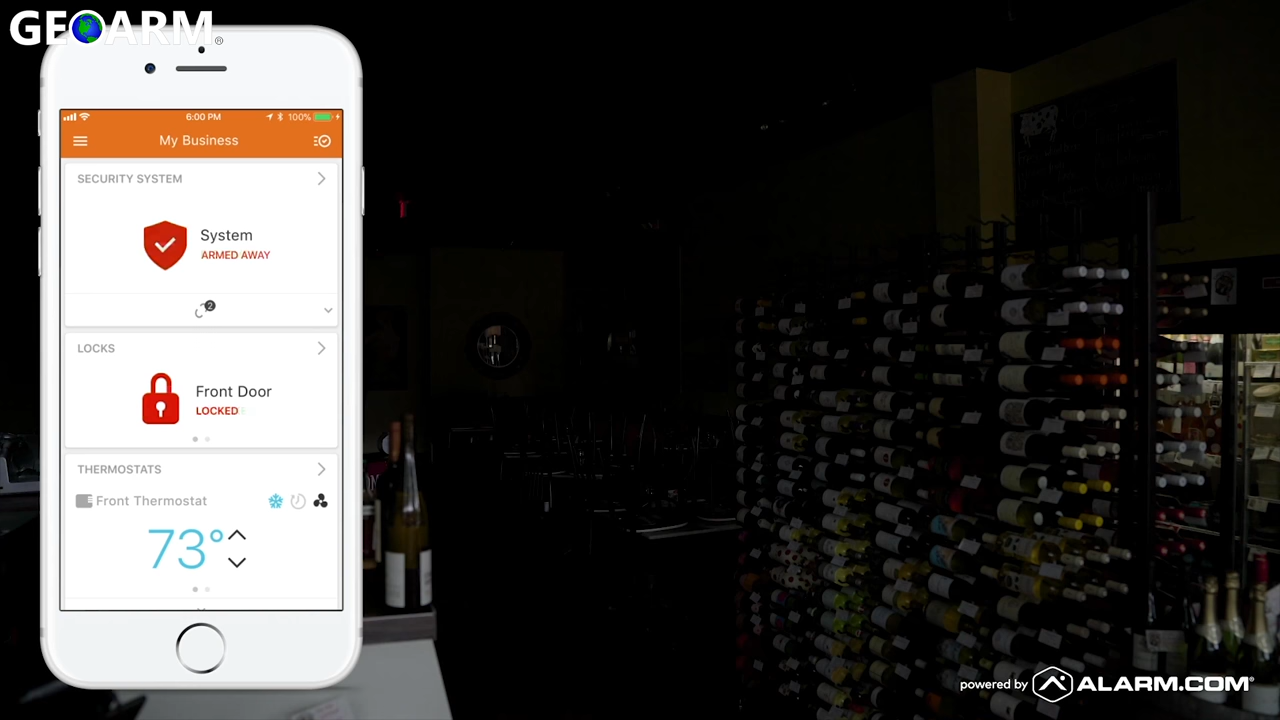 GEOARM®
6:00 PM
100%
My Business
SECURITY SYSTEM
System
ARMED AWAY
2
LOCKS
Front Door
LOCKED
THERMOSTATS
Front Thermostat
73°
powered by ALARM.COM®